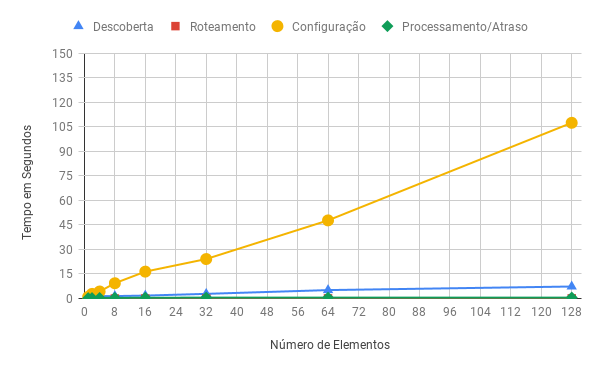 Descoberta Roteamento Configuração Processamento/Atraso
150
135
120
105
90
75
60
45
30
15
0
Tempo em Segundos
0 8 16 24 32 40 48 56 64 72 80 88 96 104 112 120 128
Número de Elementos